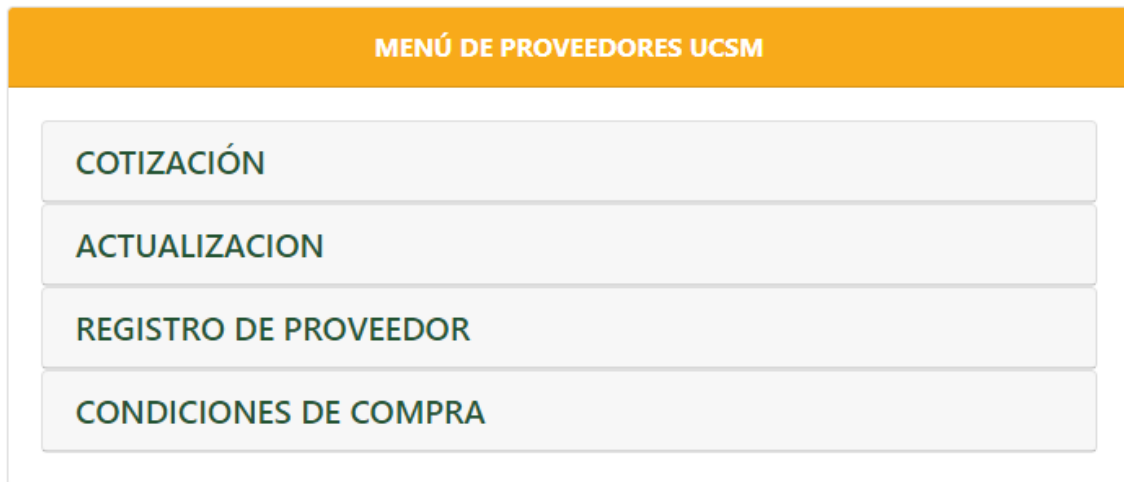 MENÚ DE PROVEEDORES UCSM
COTIZACIÓN
ACTUALIZACION
REGISTRO DE PROVEEDOR
CONDICIONES DE COMPRA